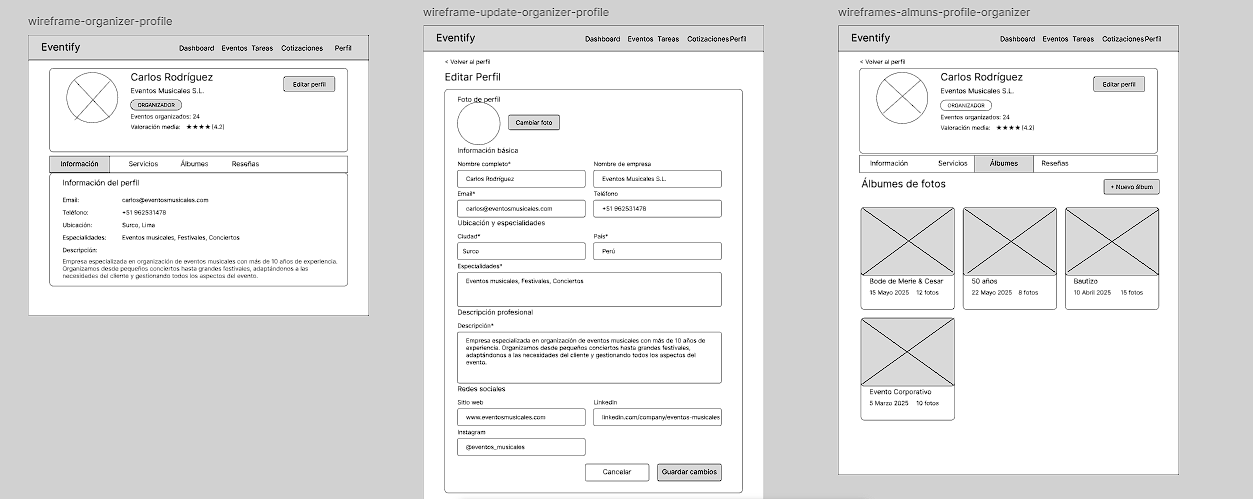 wireframe-organizer-profile
Eventify
Dashboard Eventos Tareas Cotizaciones Perfil
Carlos Rodríguez
Eventos Musicales S.L.
ORGANIZADOR
Eventos organizados: 24
Valoración media: ★★★★ (4.2)
Editar perfil
Información Servicios Álbumes Reseñas
Información del perfil
Email: carlos@eventosmusicales.com
Teléfono: +51 962531478
Ubicación: Surco, Lima
Especialidades: Eventos musicales, Festivales, Conciertos
Descripción:
Empresa especializada en organización de eventos musicales con más de 10 años de experiencia.
Organizamos desde pequeños conciertos hasta grandes festivales, adaptándonos a las
necesidades del cliente y gestionando todos los aspectos del evento.
wireframe-update-organizer-profile
Eventify
Dashboard Eventos Tareas Cotizaciones Perfil
< Volver al perfil
Editar Perfil
Foto de perfil
Cambiar foto
Información básica
Nombre completo* Nombre de empresa
Carlos Rodríguez Eventos Musicales S.L.
Email* Teléfono
carlos@eventosmusicales.com +51 962531478
Ubicación y especialidades
Ciudad* País*
Surco Perú
Especialidades*
Eventos musicales, Festivales, Conciertos
Descripción profesional
Descripción*
Empresa especializada en organización de eventos musicales con más de 10 años de
experiencia. Organizamos desde pequeños conciertos hasta grandes festivales,
adaptándonos a las necesidades del cliente y gestionando todos los aspectos del
evento.
Redes sociales
Sitio web LinkedIn
www.eventosmusicales.com linkedin.com/company/eventos-musicales
Instagram
@eventos_musicales
Cancelar Guardar cambios
wireframes-almuns-profile-organizer
Eventify
Dashboard Eventos Tareas Cotizaciones Perfil
< Volver al perfil
Carlos Rodríguez
Eventos Musicales S.L.
ORGANIZADOR
Eventos organizados: 24
Valoración media: ★★★★ (4.2)
Editar perfil
Información Servicios Álbumes Reseñas
Álbumes de fotos
+ Nuevo álbum
Bode de Merie & Cesar
15 Mayo 2025 12 fotos
50 años
22 Mayo 2025 8 fotos
Bautizo
10 Abril 2025 15 fotos
Evento Corporativo
5 Marzo 2025 10 fotos